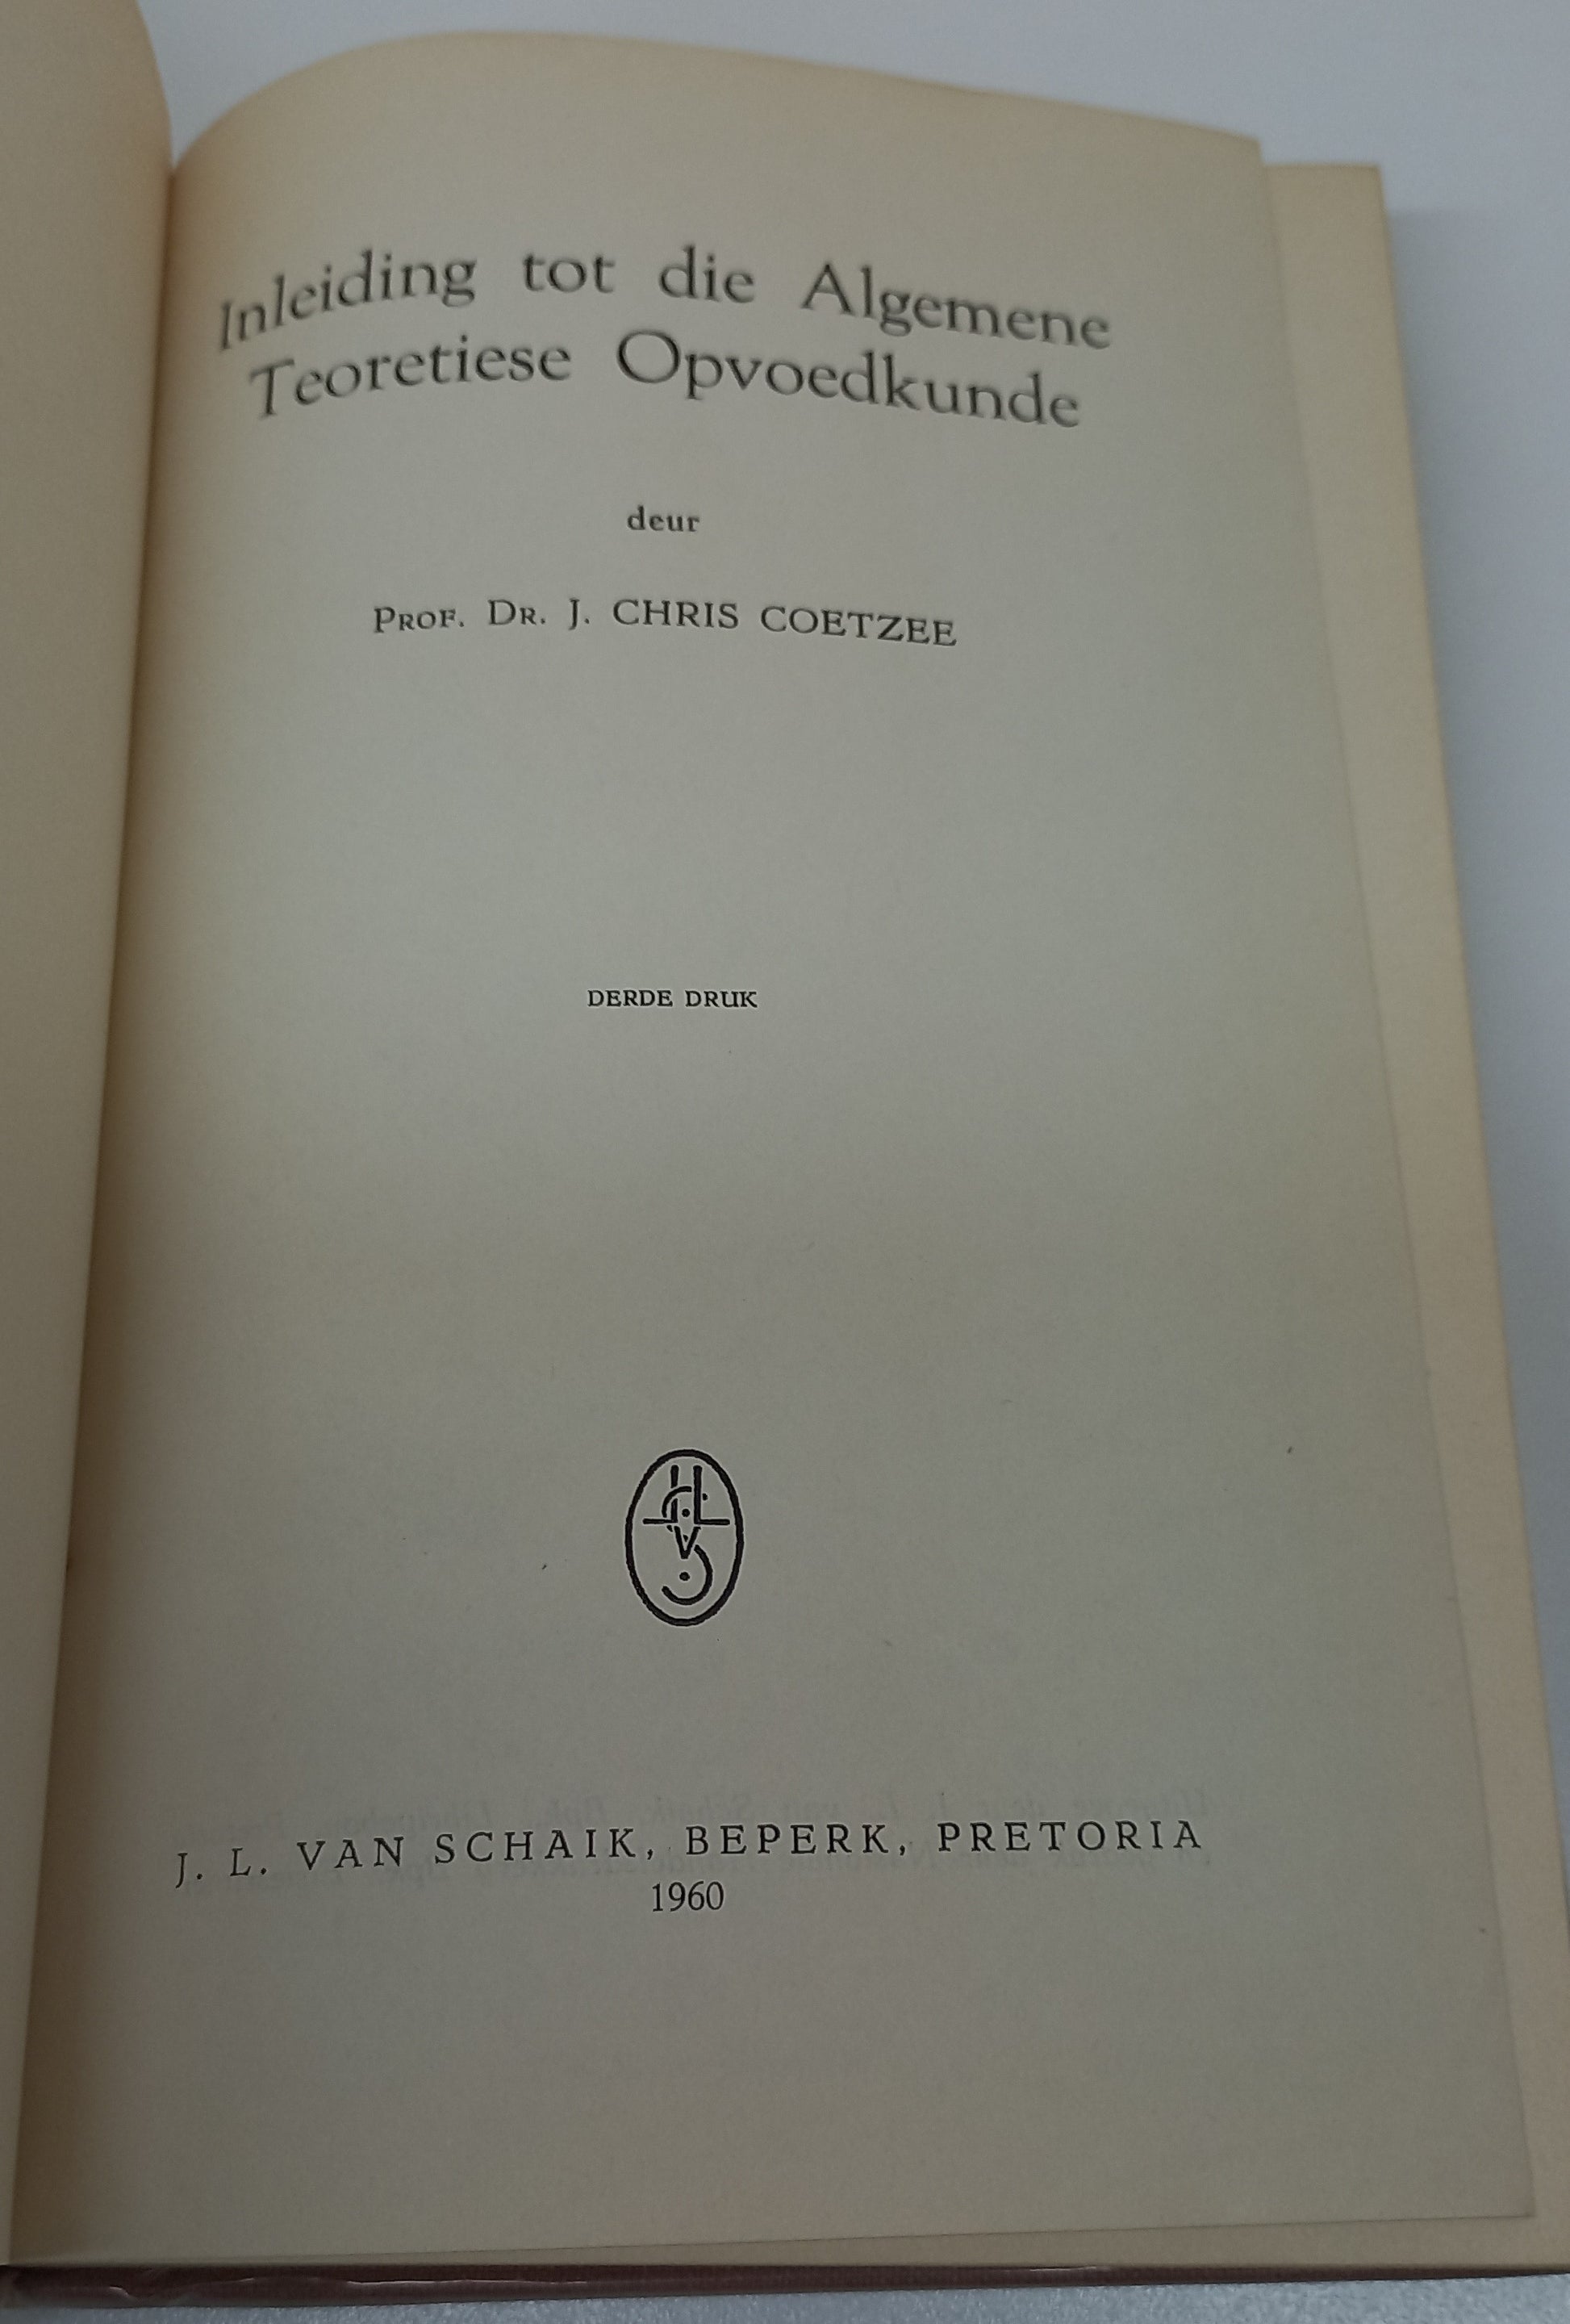 Inleiding tot die Algemene
Teoretiese Opvoedkunde
deur
PROF. DR. J. CHRIS COETZEE
DERDE DRUK
J. L. VAN SCHAIK, BEPERK, PRETORIA
1960